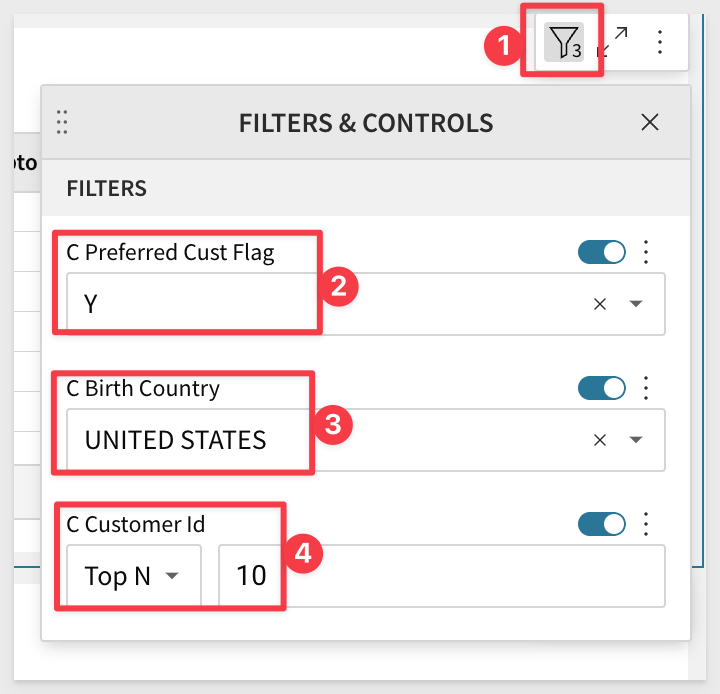 1
3
FILTERS & CONTROLS
FILTERS
C Preferred Cust Flag
Y
2
C Birth Country
UNITED STATES
3
C Customer Id
Top N 10
4